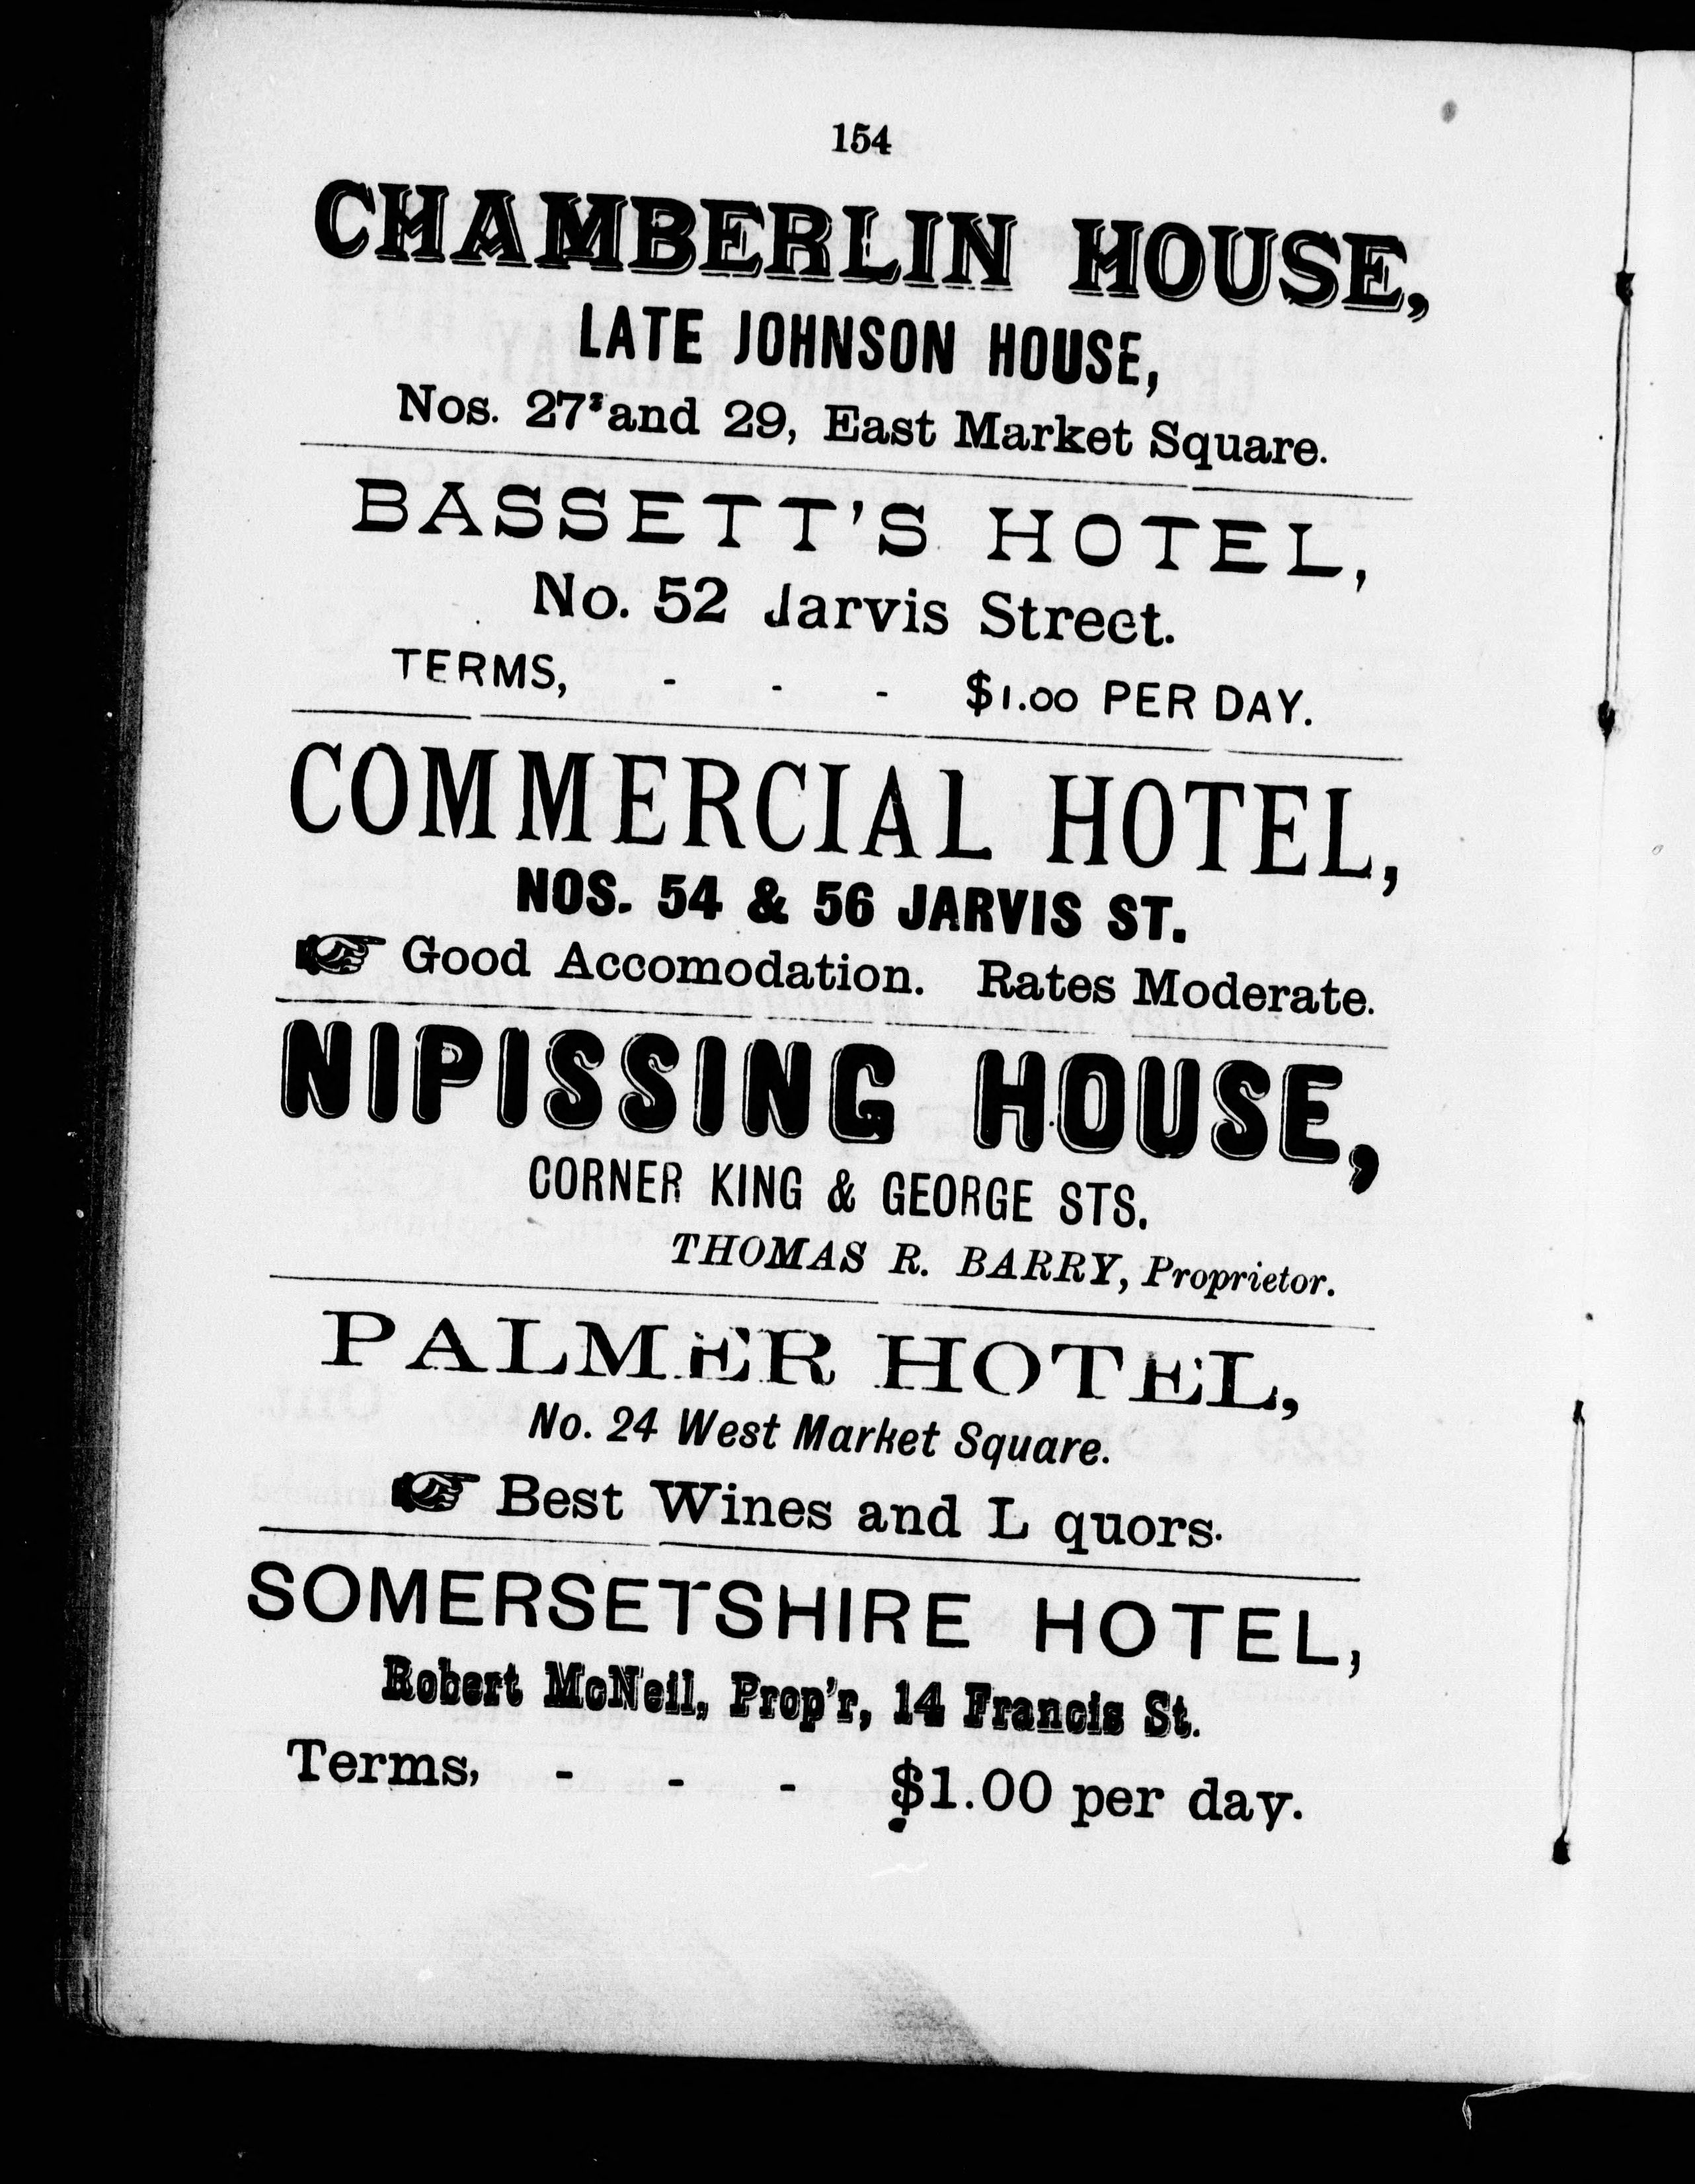 154
CHAMBERLIN HOUSE,
LATE JOHNSON HOUSE,
Nos. 27 and 29, East Market Square.
BASSETT'S HOTEL,
No. 52 Jarvis Street.
TERMS, - - - $1.00 PER DAY.
COMMERCIAL HOTEL,
NOS. 54 & 56 JARVIS ST.
☞ Good Accomodation. Rates Moderate.
NIPISSING HOUSE,
CORNER KING & GEORGE STS.
THOMAS R. BARRY, Proprietor.
PALMER HOTEL,
No. 24 West Market Square.
☞ Best Wines and L quors.
SOMERSETSHIRE HOTEL,
Robert McNeil, Prop'r, 14 Francis St.
Terms, - - - $1.00 per day.